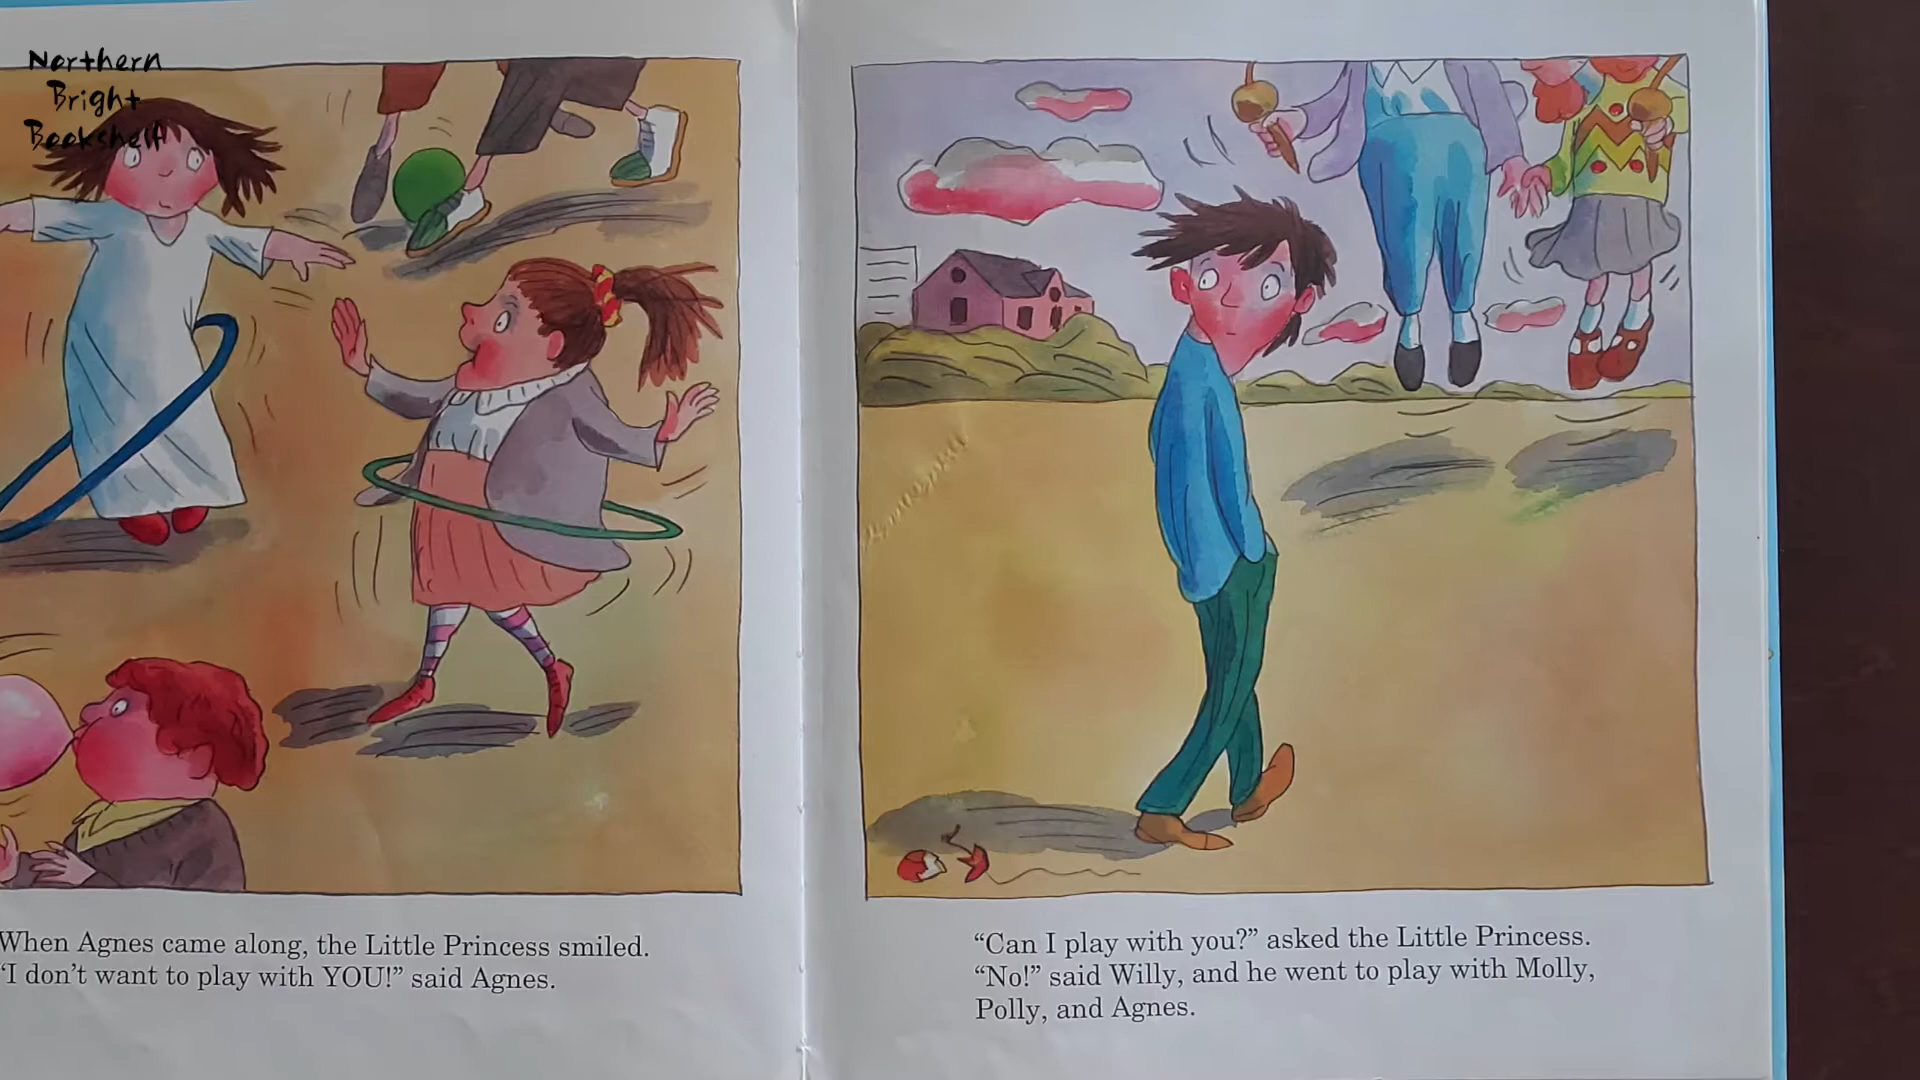 Northern
Bright
Bookshelf
When Agnes came along, the Little Princess smiled.
“I don’t want to play with YOU!” said Agnes.
“Can I play with you?” asked the Little Princess.
“No!” said Willy, and he went to play with Molly,
Polly, and Agnes.